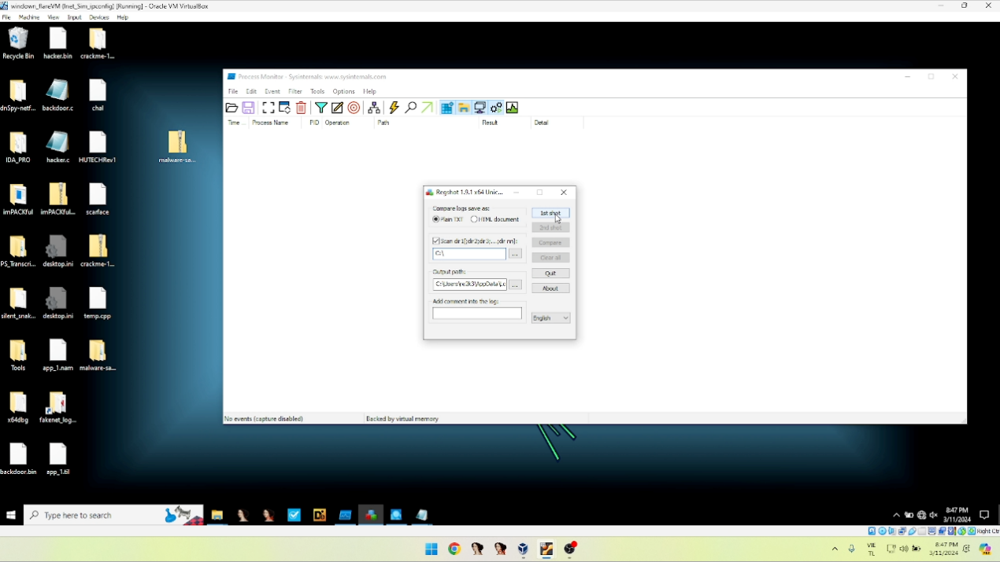 windown_flareVM (Inet_Sim_ipconfig) [Running] - Oracle VM VirtualBox
File Machine View Input Devices Help
Recycle Bin hacker.bin crackme-1...
Process Monitor - Sysinternals: www.sysinternals.com
File Edit Event Filter Tools Options Help
dnSpy-netf... backdoor.c chal
Time ... Process Name PID Operation Path Result Detail
IDA_PRO hacker.c HUTECHRev1 malware-sa...
Regshot 1.9.1 x64 Unic...
Compare logs save as:
1st shot
Plain TXT HTML document
2nd shot
imPACKful imPACKful... scarface
Scan dir1[;dir2;dir3;...;dir nn]:
Compare
C:\ ...
Clear all
PS_Transcri... desktop.ini crackme-1...
Output path:
Quit
C:\Users\re2k3\AppData\Lo ...
About
Add comment into the log:
silent_snak... desktop.ini temp.cpp
English
Tools app_1.nam malware-sa...
x64dbg fakenet_log...
No events (capture disabled) Backed by virtual memory
backdoor.bin app_1.til
Type here to search
8:47 PM
3/11/2024
Right Ctrl
VIE
TL
8:47 PM
3/11/2024